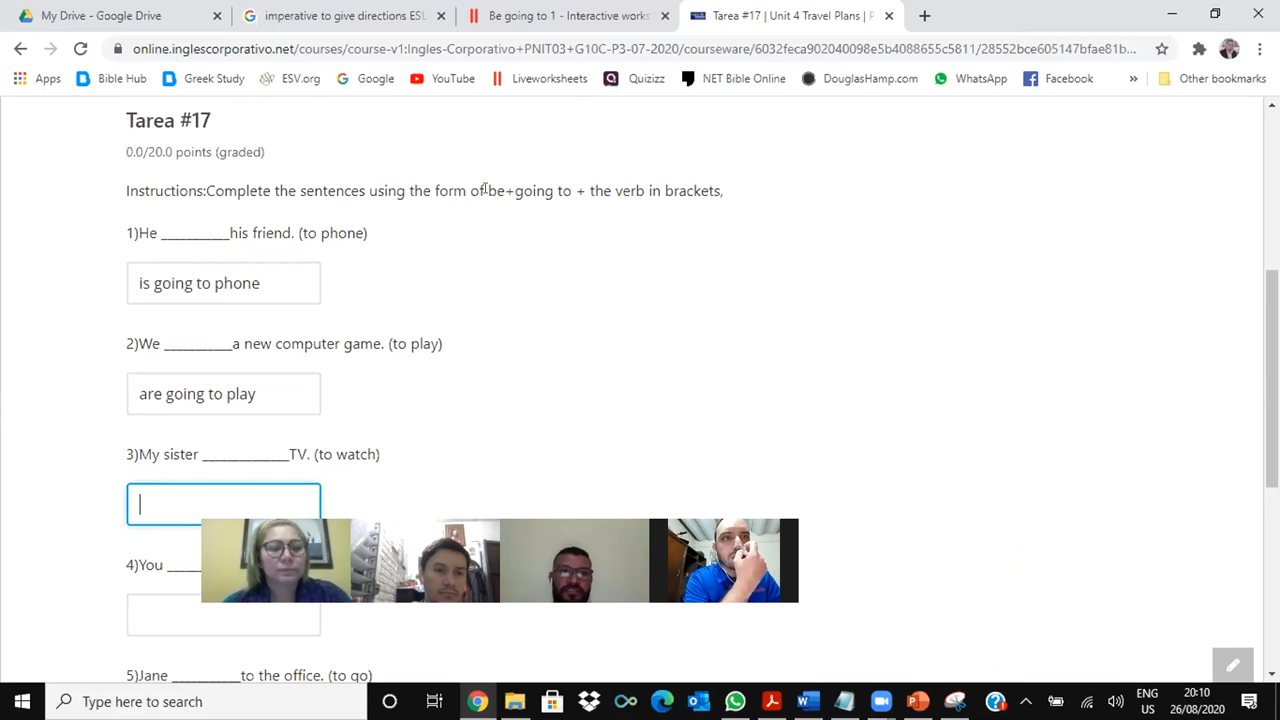 My Drive - Google Drive
imperative to give directions ESL
Be going to 1 - Interactive works
Tarea #17 | Unit 4 Travel Plans | P
online.inglescorporativo.net/courses/course-v1:Ingles-Corporativo+PNIT03+G10C-P3-07-2020/courseware/6032feca902040098e5b4088655c5811/28552bce605147bfae81b...
Apps
Bible Hub
Greek Study
ESV.org
Google
YouTube
Liveworksheets
Quizizz
NET Bible Online
DouglasHamp.com
WhatsApp
Facebook
»
Other bookmarks
Tarea #17
0.0/20.0 points (graded)
Instructions:Complete the sentences using the form of be+going to + the verb in brackets,
1)He ___________his friend. (to phone)
is going to phone
2)We ___________a new computer game. (to play)
are going to play
3)My sister ______________TV. (to watch)
4)You _____
5)Jane ___________to the office. (to go)
Type here to search
ENG
US
20:10
26/08/2020